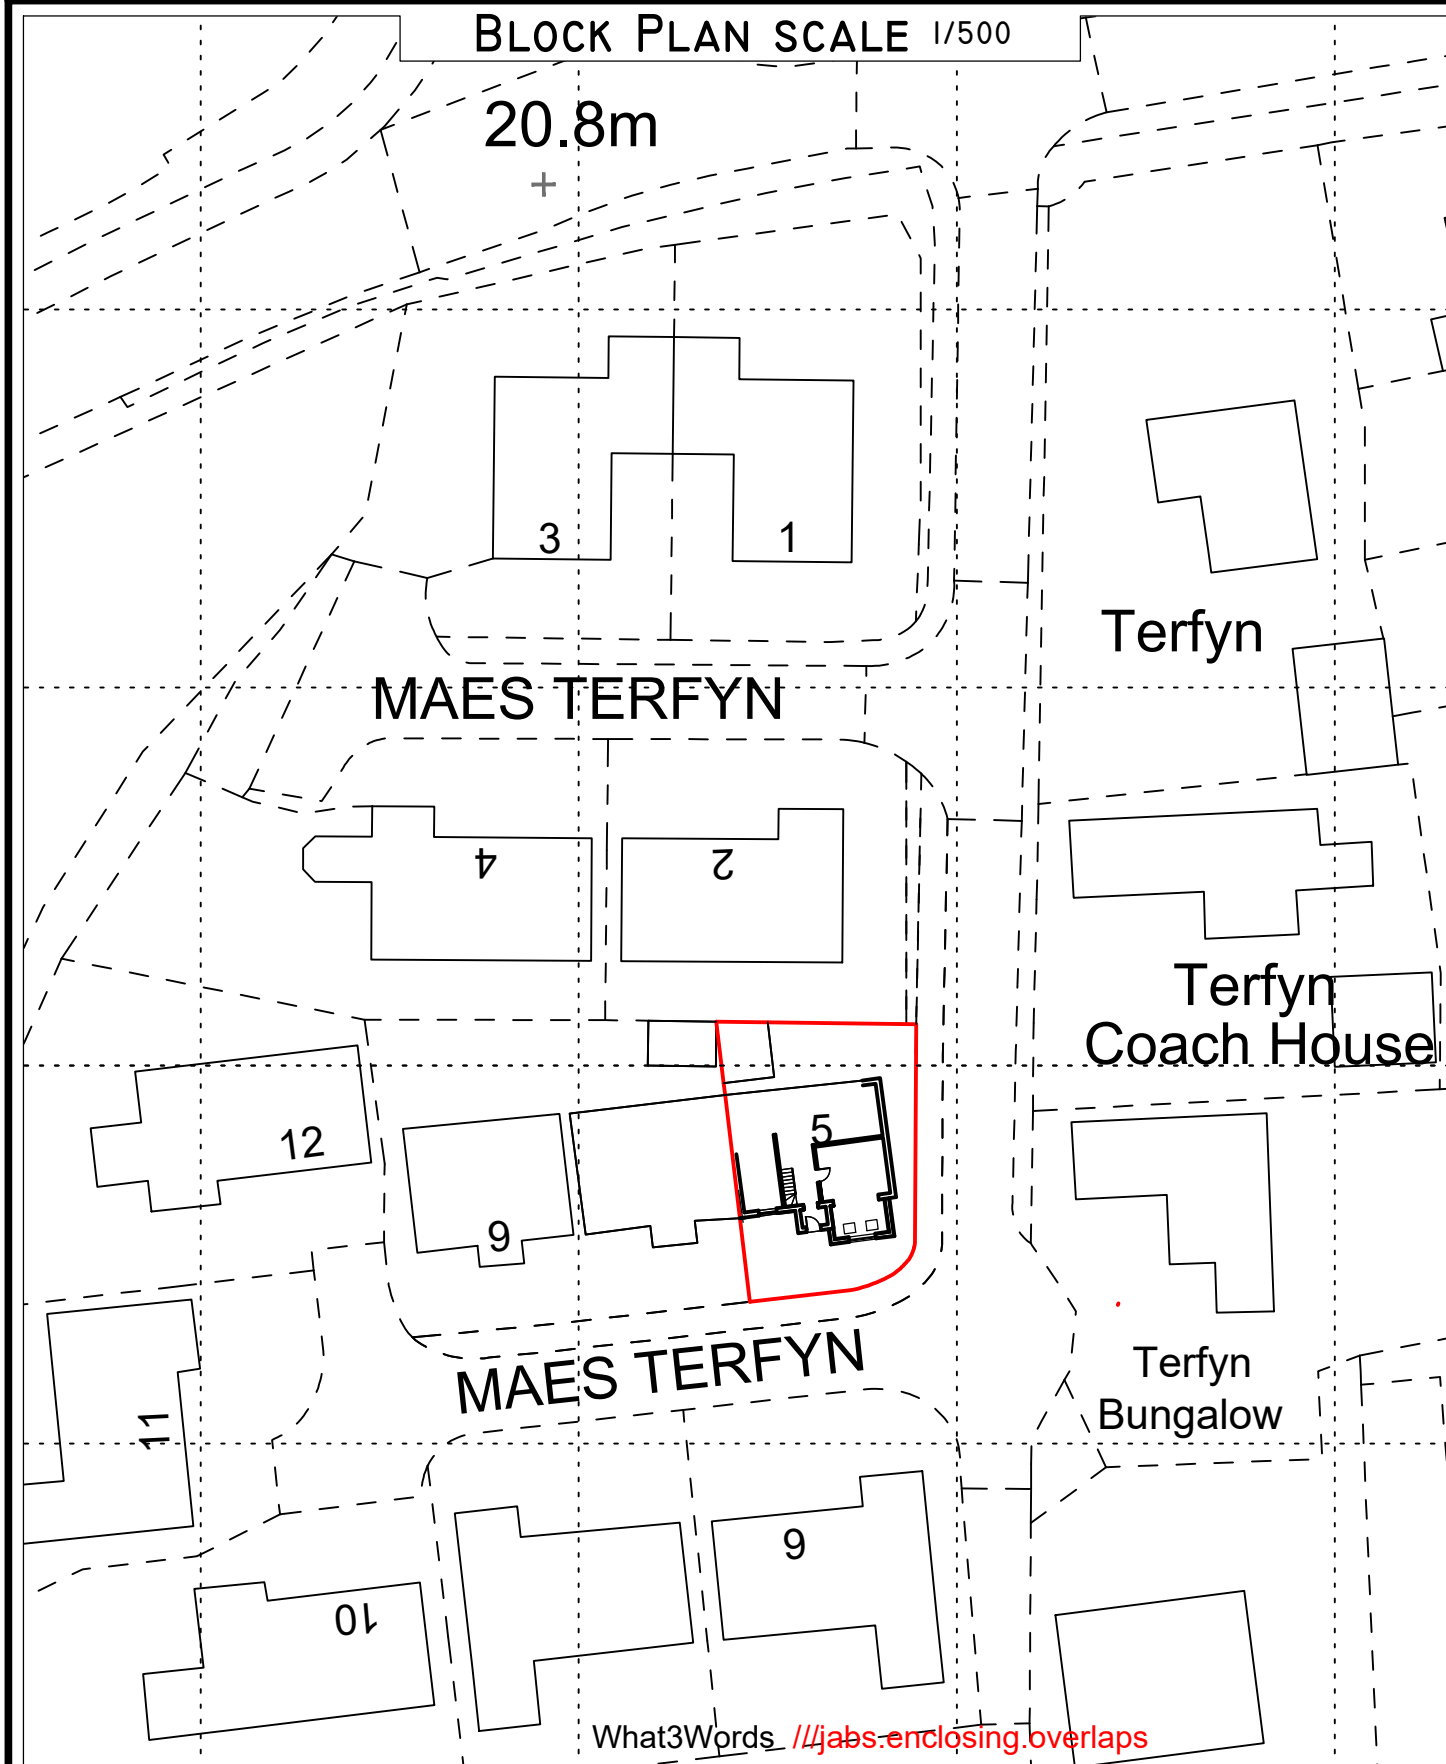 BLOCK PLAN SCALE 1/500
20.8m
3
1
Terfyn
MAES TERFYN
4
2
Terfyn
Coach House
5
12
9
MAES TERFYN
Terfyn
Bungalow
11
6
10
What3Words ///jabs.enclosing.overlaps